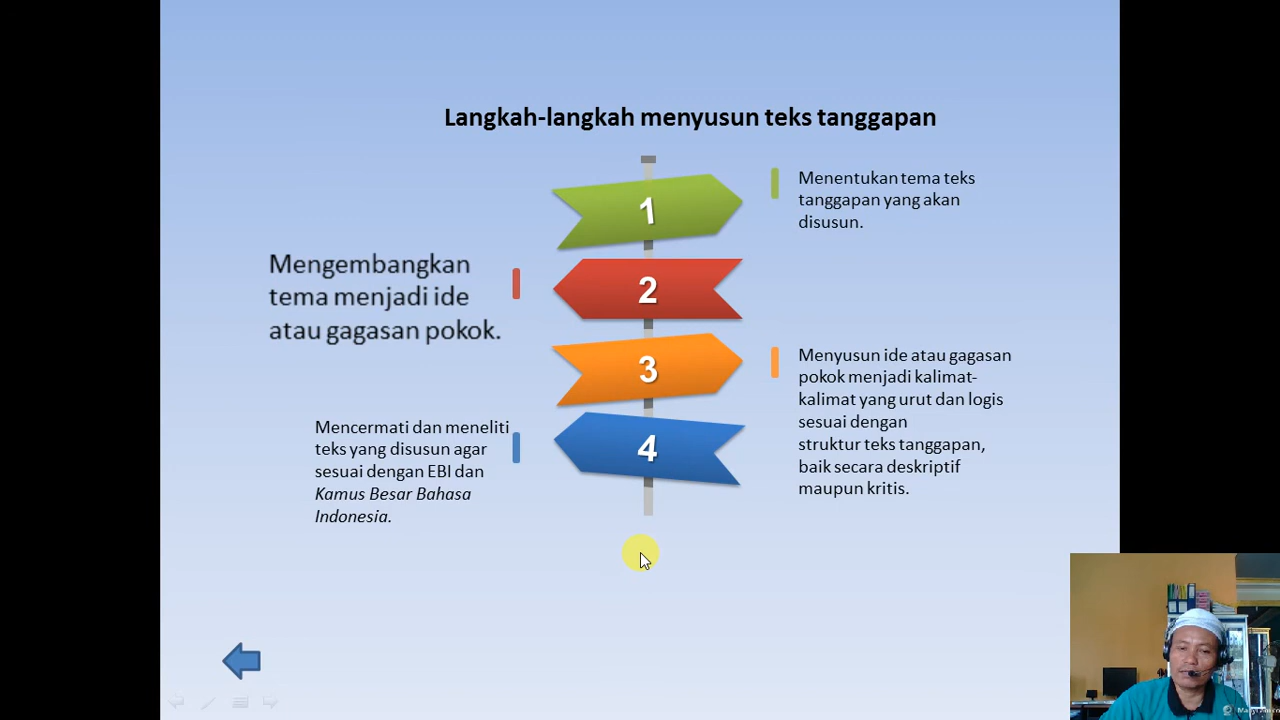 Langkah-langkah menyusun teks tanggapan
1
Menentukan tema teks
tanggapan yang akan
disusun.
2
Mengembangkan
tema menjadi ide
atau gagasan pokok.
3
Menyusun ide atau gagasan
pokok menjadi kalimat-
kalimat yang urut dan logis
sesuai dengan
struktur teks tanggapan,
baik secara deskriptif
maupun kritis.
4
Mencermati dan meneliti
teks yang disusun agar
sesuai dengan EBI dan
Kamus Besar Bahasa
Indonesia.